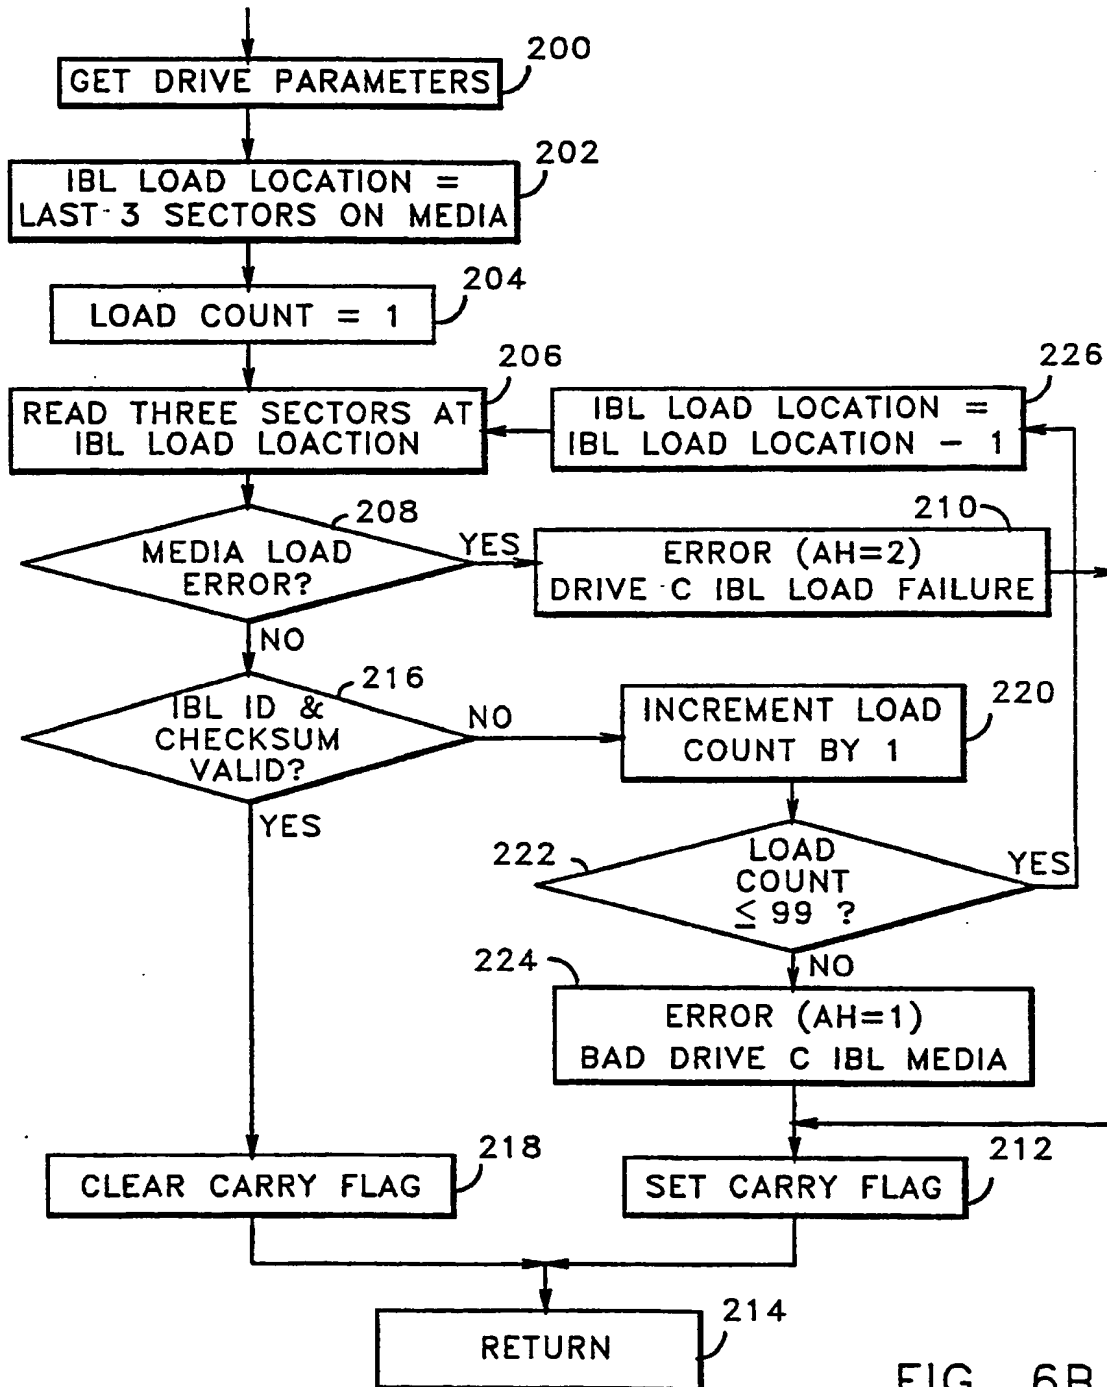 200
GET DRIVE PARAMETERS
202
IBL LOAD LOCATION =
LAST 3 SECTORS ON MEDIA
204
LOAD COUNT = 1
206
READ THREE SECTORS AT
IBL LOAD LOACTION
226
IBL LOAD LOCATION =
IBL LOAD LOCATION - 1
208
MEDIA LOAD
ERROR?
YES
210
ERROR (AH=2)
DRIVE C IBL LOAD FAILURE
NO
216
IBL ID &
CHECKSUM
VALID?
NO
220
INCREMENT LOAD
COUNT BY 1
YES
222
LOAD
COUNT
≤ 99 ?
YES
NO
224
ERROR (AH=1)
BAD DRIVE C IBL MEDIA
218
CLEAR CARRY FLAG
212
SET CARRY FLAG
214
RETURN
FIG. 6B